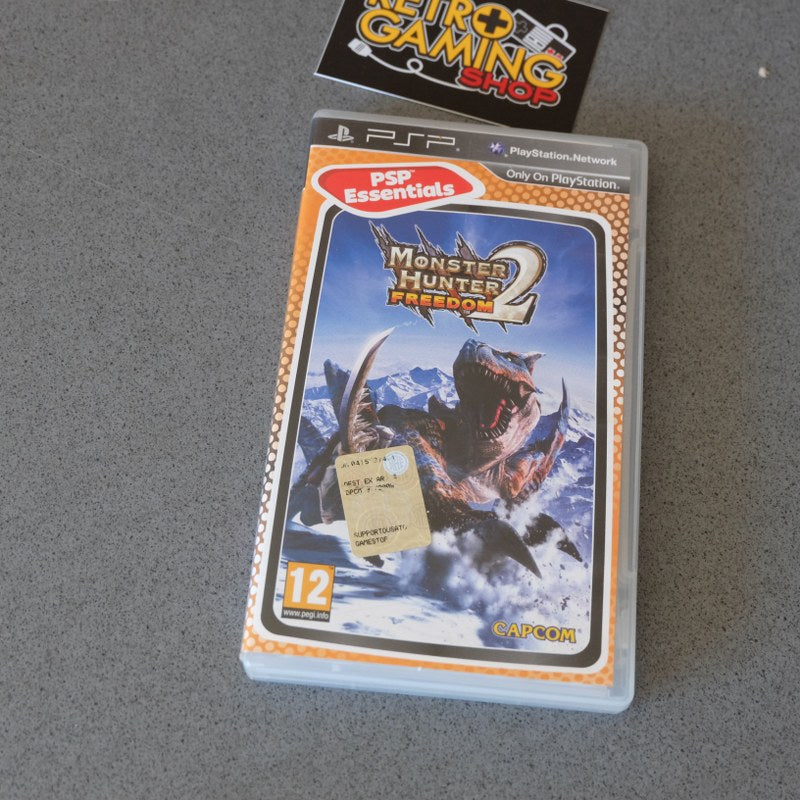 RETRO
GAMING
SHOP
PSP
PlayStation®Network
Only On PlayStation®
PSP™
Essentials
MONSTER
HUNTER
FREEDOM 2
SUPPORTOUSATO
GAMESTOP
12
www.pegi.info
CAPCOM